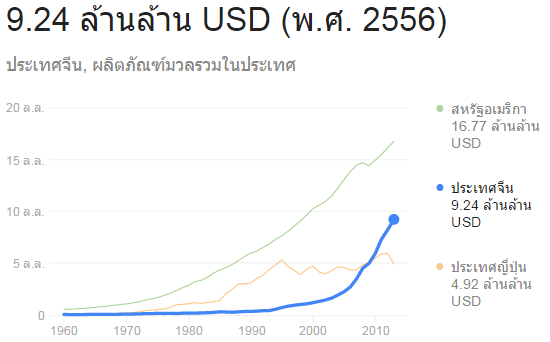 9.24 ล้านล้าน USD (พ.ศ. 2556)
ประเทศจีน, ผลิตภัณฑ์มวลรวมในประเทศ
20 ล.ล.
15 ล.ล.
5 ล.ล.
0
1960
1970
1980
1990
2000
2010
สหรัฐอเมริกา
16.77 ล้านล้าน
USD
ประเทศจีน
9.24 ล้านล้าน
USD
ประเทศญี่ปุ่น
4.92 ล้านล้าน
USD